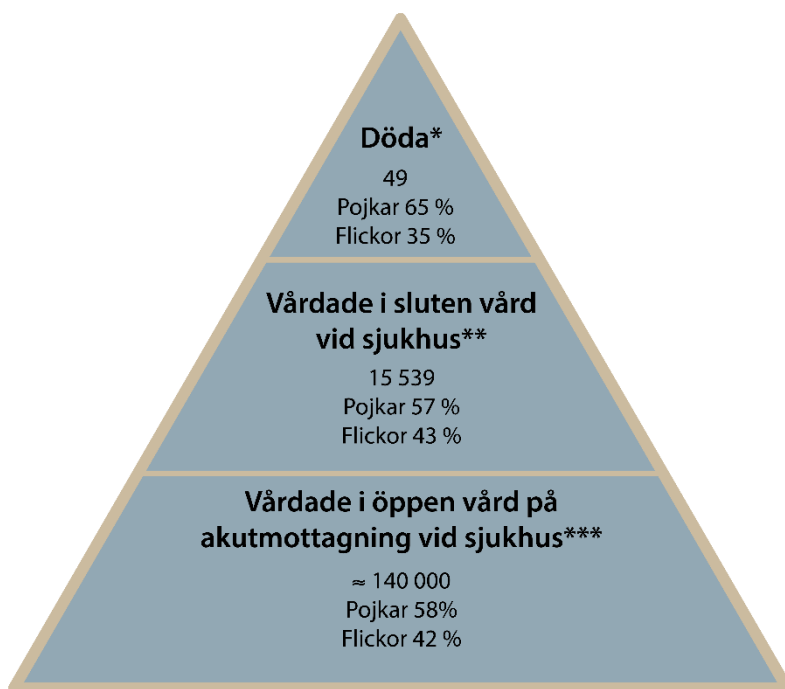 Döda*
49
Pojkar 65 %
Flickor 35 %
Vårdade i sluten vård
vid sjukhus**
15 539
Pojkar 57 %
Flickor 43 %
Vårdade i öppen vård på
akutmottagning vid sjukhus***
≈ 140 000
Pojkar 58%
Flickor 42 %